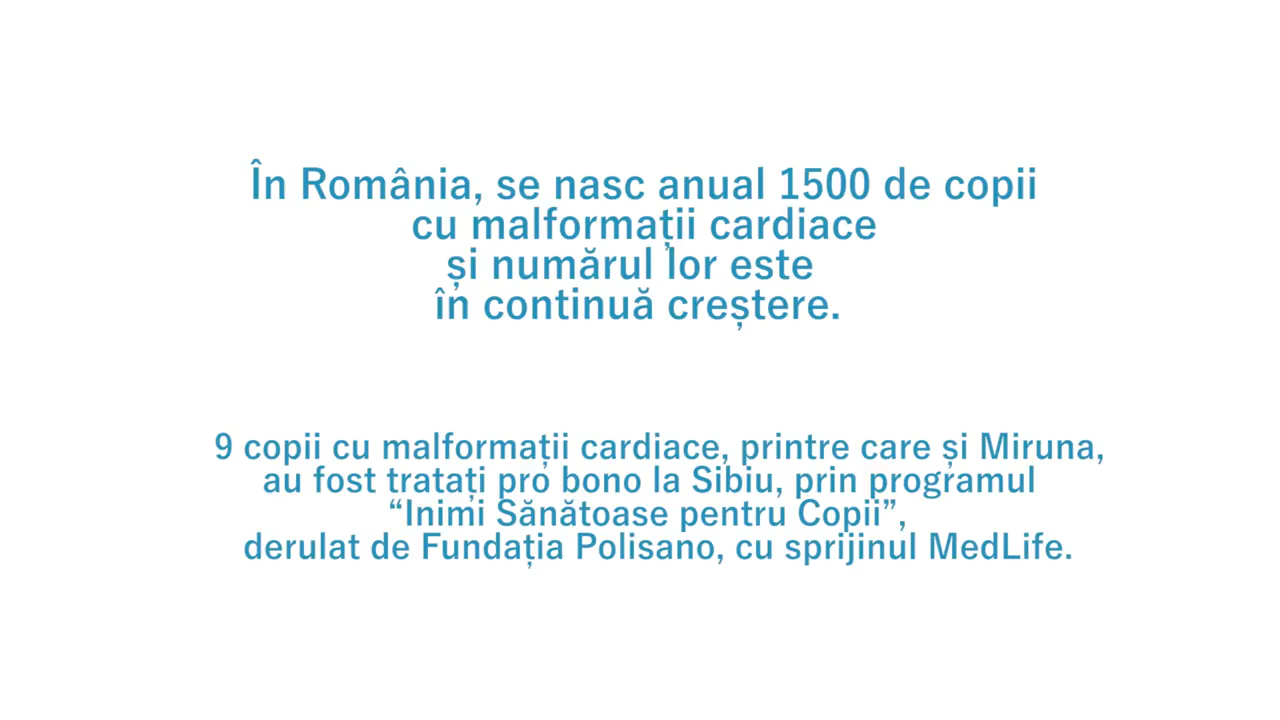 În România, se nasc anual 1500 de copii
cu malformații cardiace
și numărul lor este
în continuă creștere.
9 copii cu malformații cardiace, printre care și Miruna,
au fost tratați pro bono la Sibiu, prin programul
“Inimi Sănătoase pentru Copii”,
derulat de Fundația Polisano, cu sprijinul MedLife.